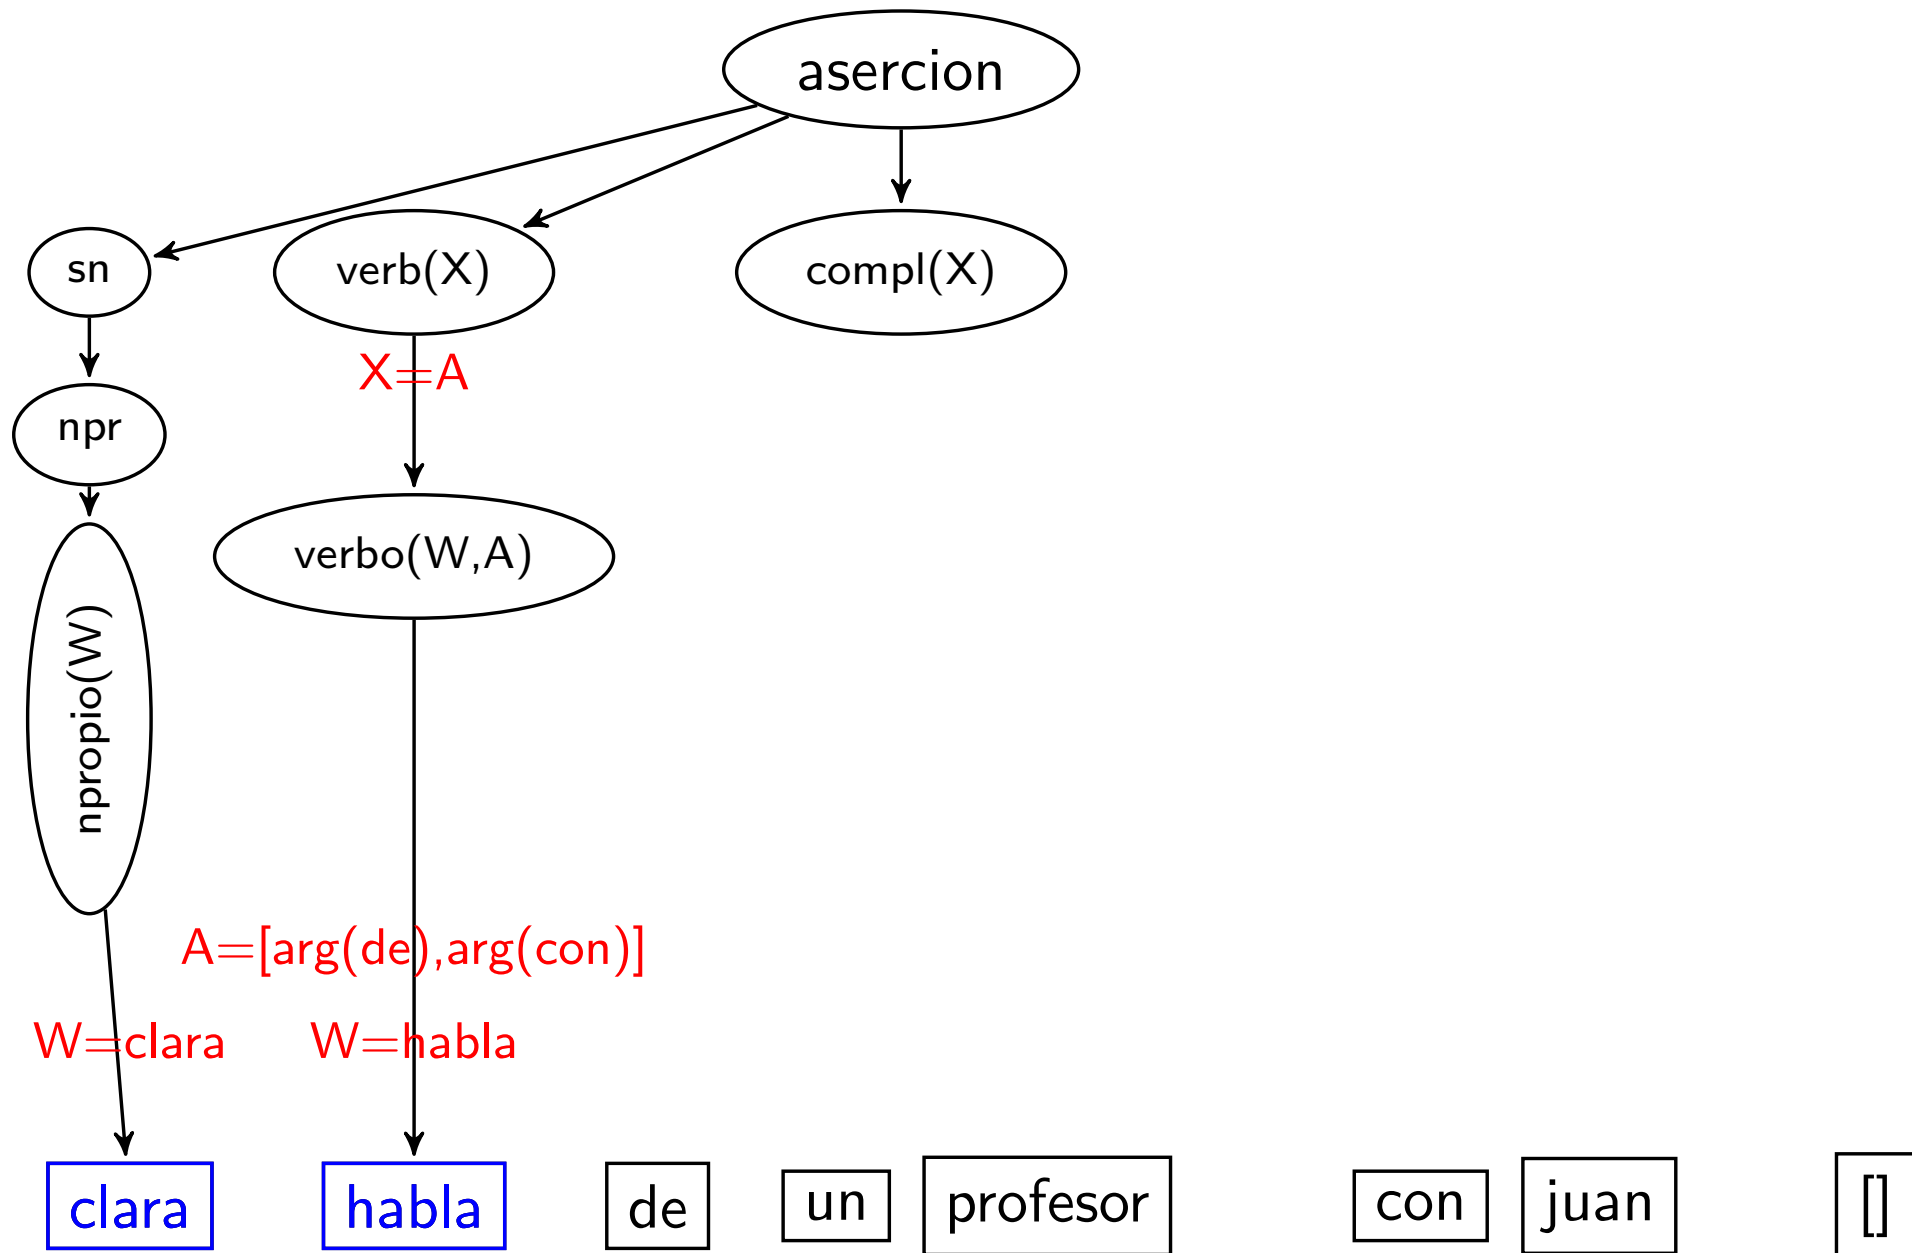 asercion
sn
verb(X)
compl(X)
X=A
npr
verbo(W,A)
npropio(W)
A=[arg(de),arg(con)]
W=clara
W=habla
clara
habla
de
un
profesor
con
juan
[]